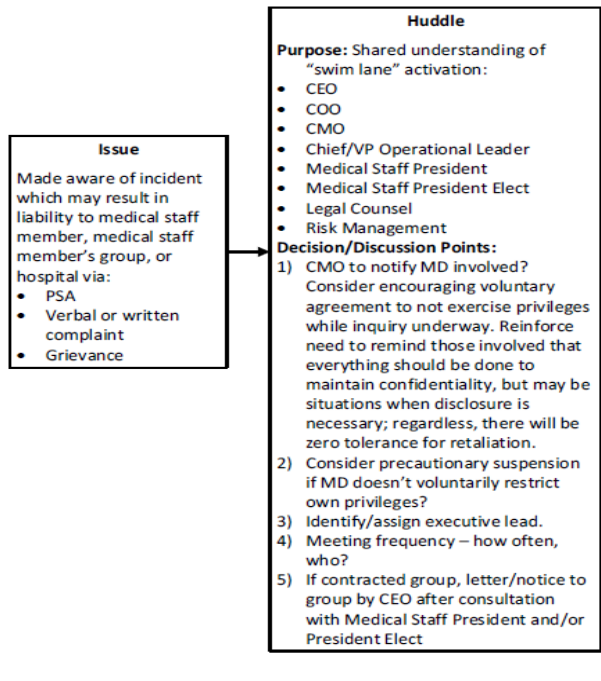 Issue
Made aware of incident
which may result in
liability to medical staff
member, medical staff
member's group, or
hospital via:
• PSA
• Verbal or written
complaint
• Grievance
Huddle
Purpose: Shared understanding of
"swim lane" activation:
• CEO
• COO
• CMO
• Chief/VP Operational Leader
• Medical Staff President
• Medical Staff President Elect
• Legal Counsel
• Risk Management
Decision/Discussion Points:
1) CMO to notify MD involved?
Consider encouraging voluntary
agreement to not exercise privileges
while inquiry underway. Reinforce
need to remind those involved that
everything should be done to
maintain confidentiality, but may be
situations when disclosure is
necessary; regardless, there will be
zero tolerance for retaliation.
2) Consider precautionary suspension
if MD doesn't voluntarily restrict
own privileges?
3) Identify/assign executive lead.
4) Meeting frequency – how often,
who?
5) If contracted group, letter/notice to
group by CEO after consultation
with Medical Staff President and/or
President Elect